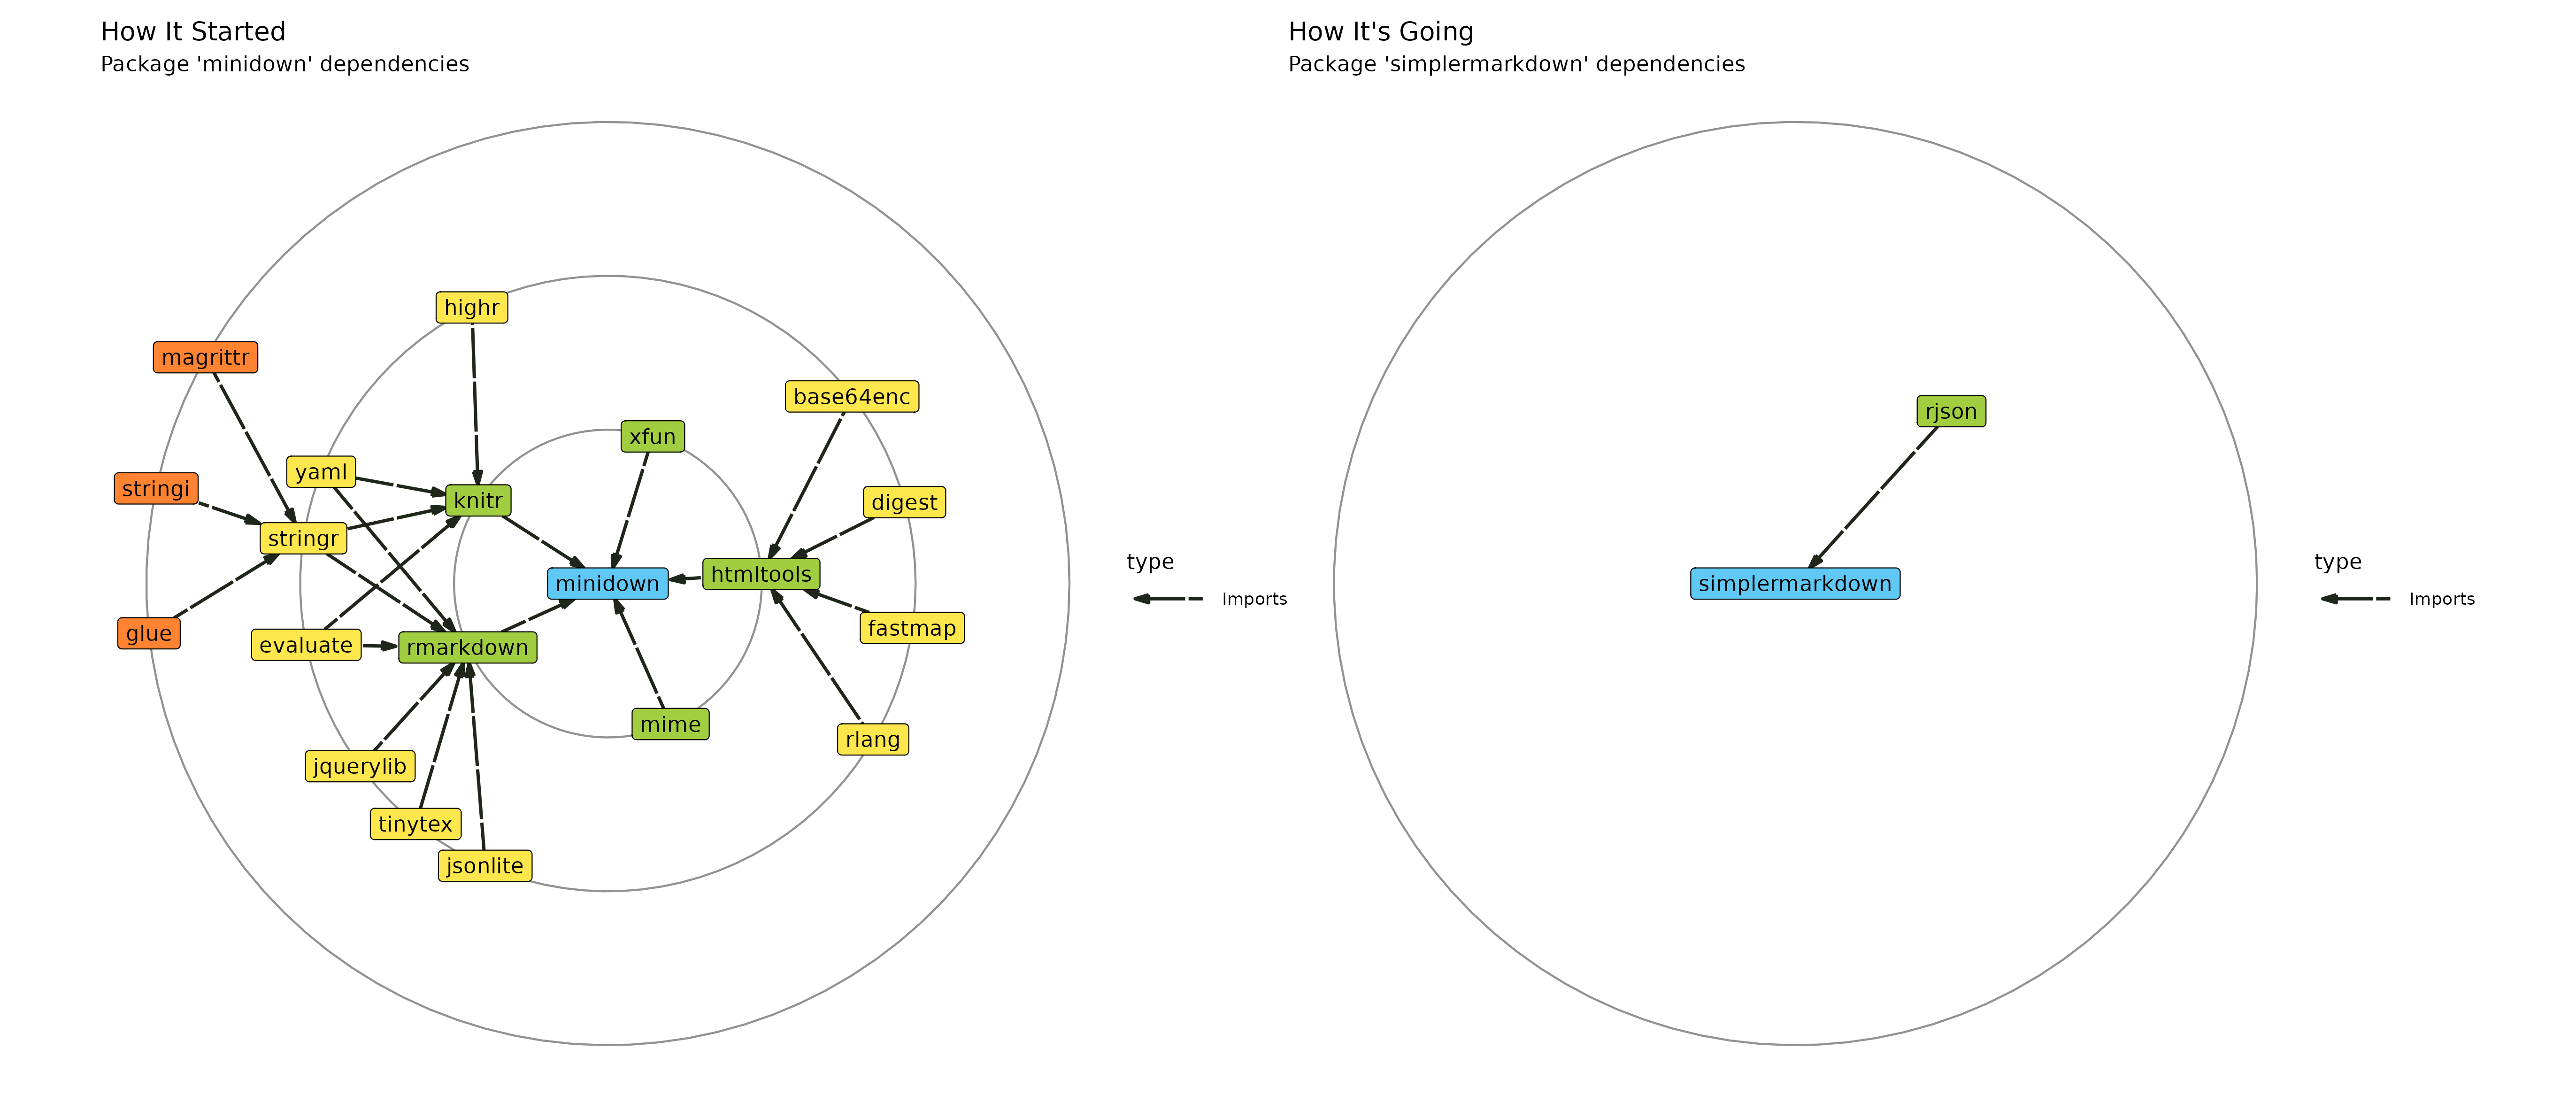 How It Started
Package 'minidown' dependencies
highr
magrittr
base64enc
xfun
yaml
stringi
knitr
digest
stringr
minidown
htmltools
glue
evaluate
rmarkdown
fastmap
mime
rlang
jquerylib
tinytex
jsonlite
type
Imports
How It's Going
Package 'simplermarkdown' dependencies
rjson
simplermarkdown
type
Imports